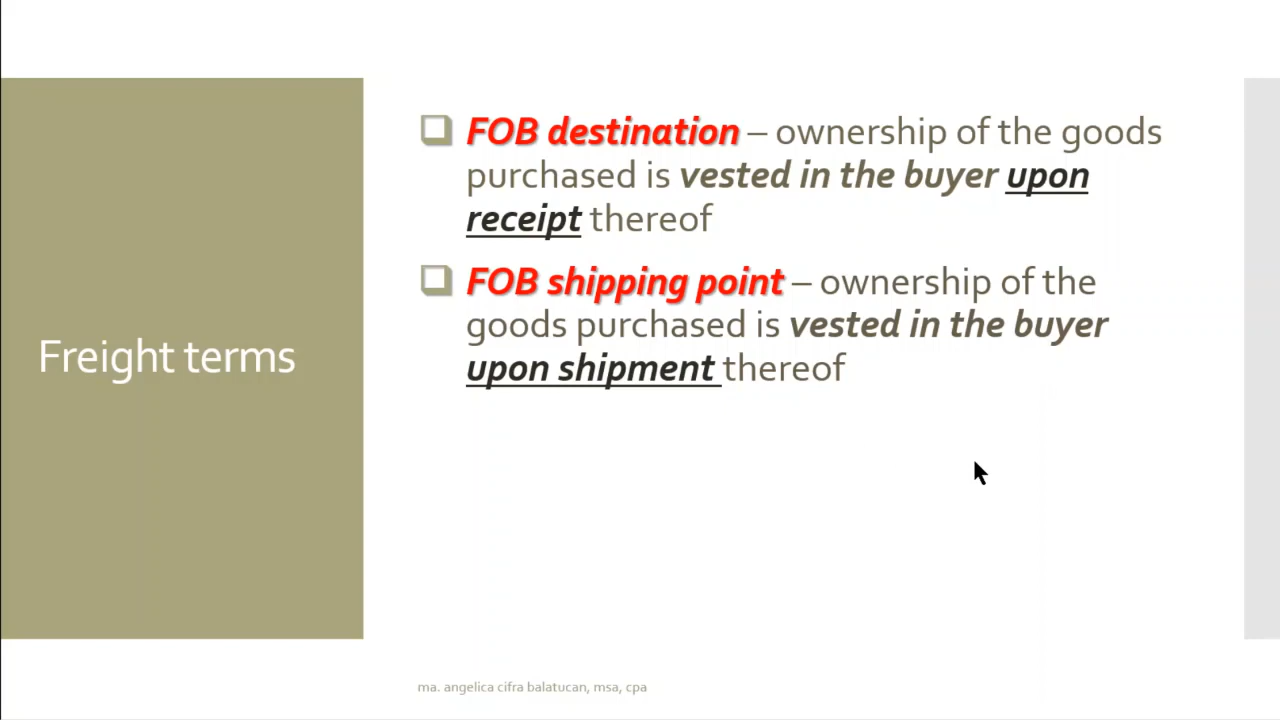 Freight terms
FOB destination – ownership of the goods
purchased is vested in the buyer upon
receipt thereof
FOB shipping point – ownership of the
goods purchased is vested in the buyer
upon shipment thereof
ma. angelica cifra balatucan, msa, cpa